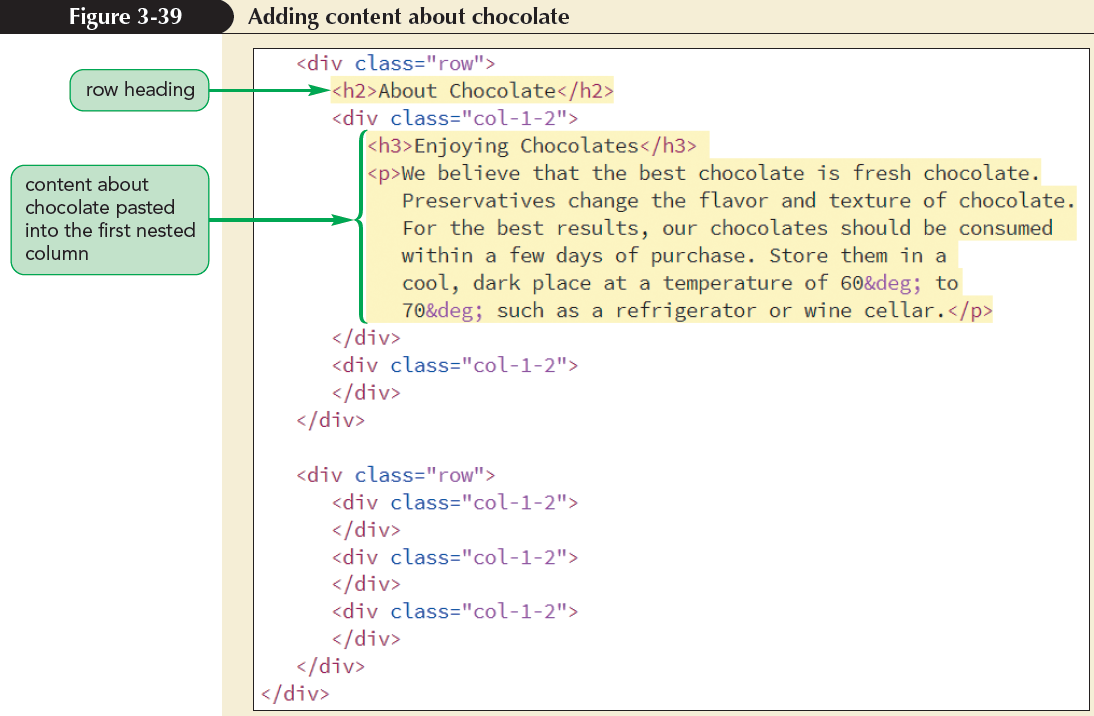 Figure 3-39
Adding content about chocolate
<div class="row">
row heading
<h2>About Chocolate</h2>
<div class="col-1-2">
<h3>Enjoying Chocolates</h3>
<p>We believe that the best chocolate is fresh chocolate.
Preservatives change the flavor and texture of chocolate.
For the best results, our chocolates should be consumed
within a few days of purchase. Store them in a
cool, dark place at a temperature of 60&deg; to
70&deg; such as a refrigerator or wine cellar.</p>
content about
chocolate pasted
into the first nested
column
</div>
<div class="col-1-2">
</div>
</div>
<div class="row">
<div class="col-1-2">
</div>
<div class="col-1-2">
</div>
<div class="col-1-2">
</div>
</div>
</div>